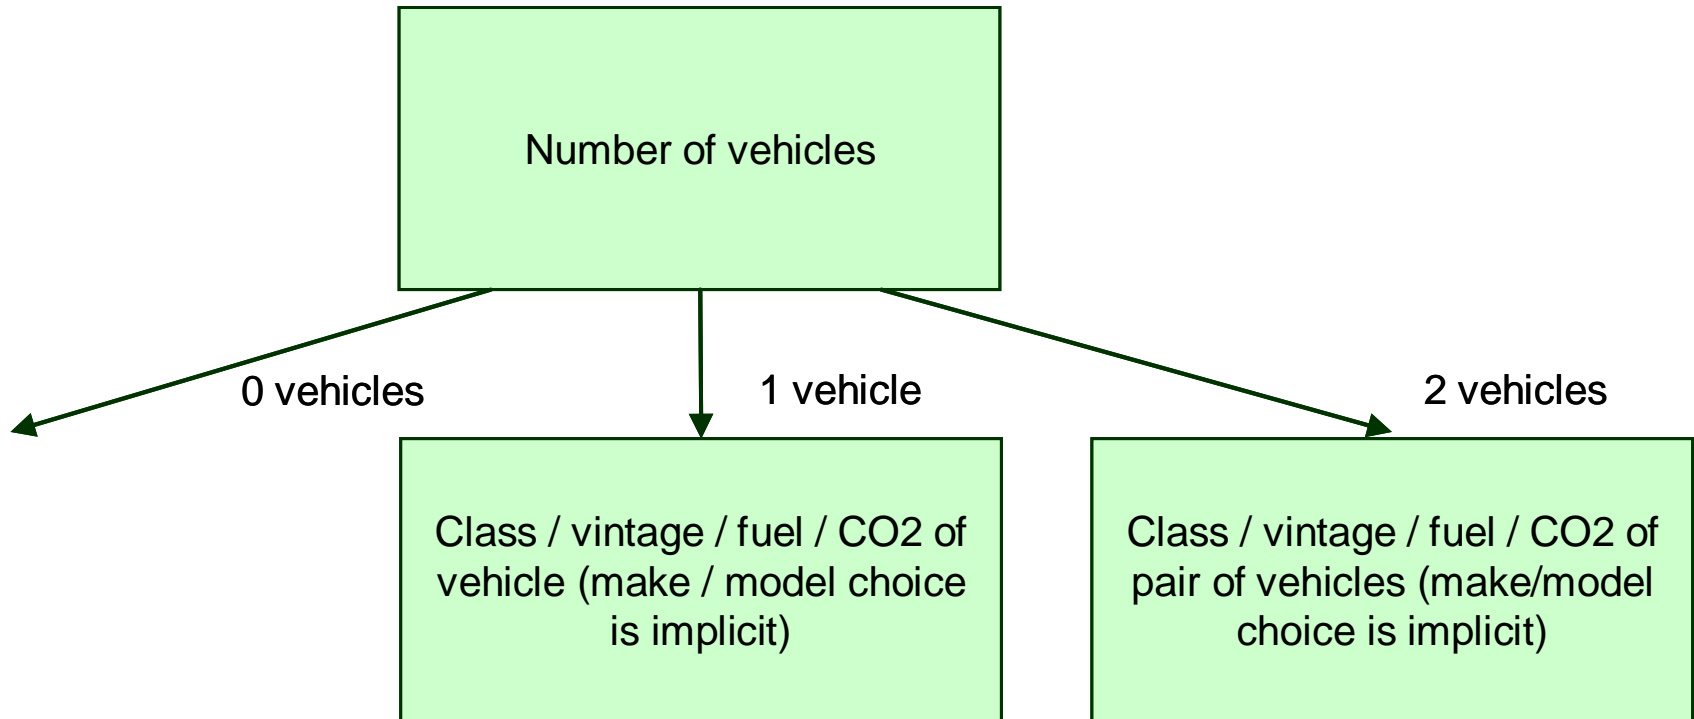 Number of vehicles
0 vehicles
1 vehicle
2 vehicles
Class / vintage / fuel / CO2 of
vehicle (make / model choice
is implicit)
Class / vintage / fuel / CO2 of
pair of vehicles (make/model
choice is implicit)